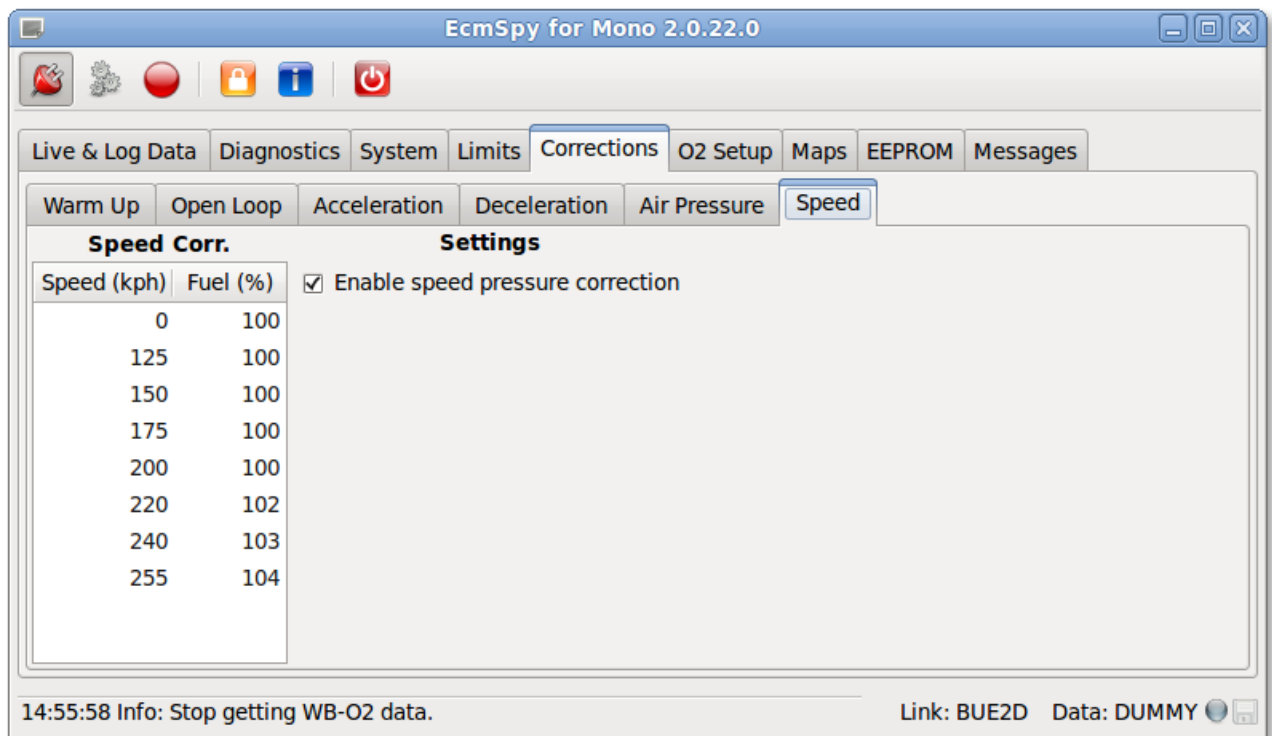 EcmSpy for Mono 2.0.22.0
Live & Log Data Diagnostics System Limits Corrections O2 Setup Maps EEPROM Messages
Warm Up Open Loop Acceleration Deceleration Air Pressure Speed
Speed Corr. Settings
Speed (kph) Fuel (%) Enable speed pressure correction
0 100
125 100
150 100
175 100
200 100
220 102
240 103
255 104
14:55:58 Info: Stop getting WB-O2 data. Link: BUE2D Data: DUMMY